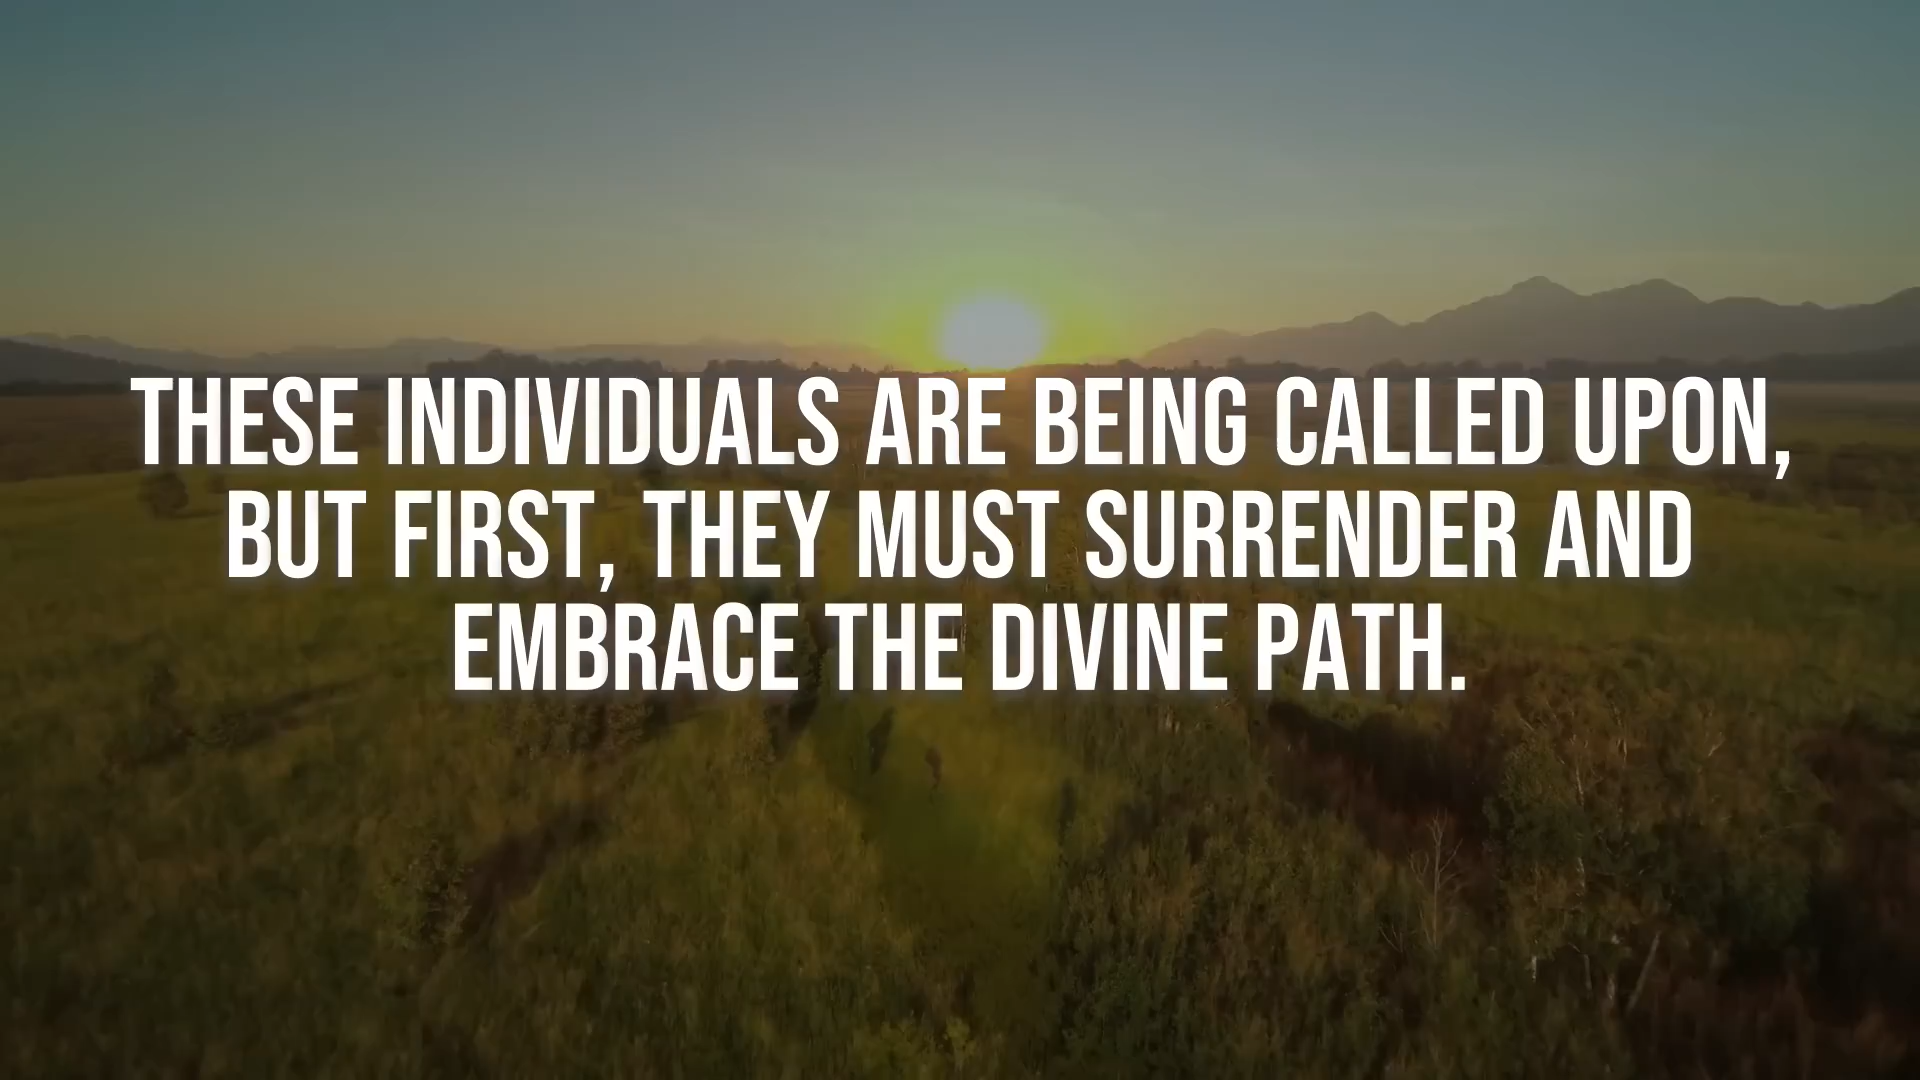 THESE INDIVIDUALS ARE BEING CALLED UPON,
BUT FIRST, THEY MUST SURRENDER AND
EMBRACE THE DIVINE PATH.